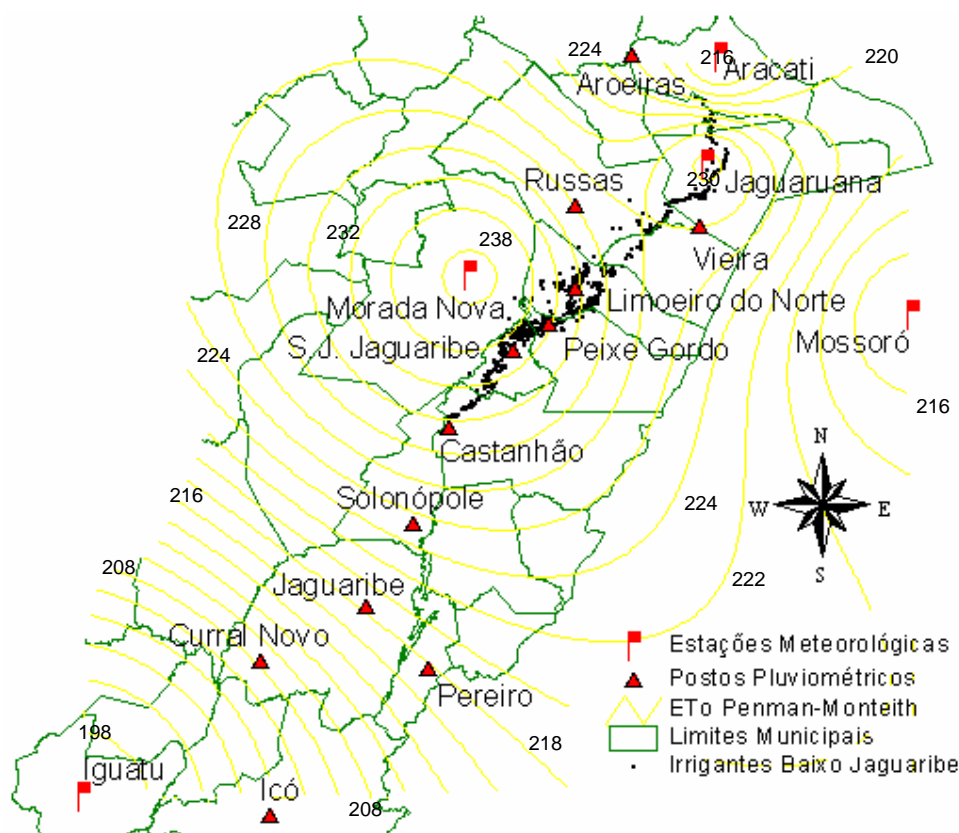 224
216
220
Aracati
Aroeiras
Russas
230
Jaguaruana
228
232
238
Vieira
Morada Nova
Limoeiro do Norte
S. J. Jaguaribe
Peixe Gordo
Mossoró
224
216
Castanhão
N
216
Solonópole
224
W
E
S
208
Jaguaribe
222
Curral Novo
Pereiro
Estações Meteorológicas
Postos Pluviométricos
ETo Penman-Monteith
Limites Municipais
Irrigantes Baixo Jaguaribe
198
218
Iguatu
Icó
208